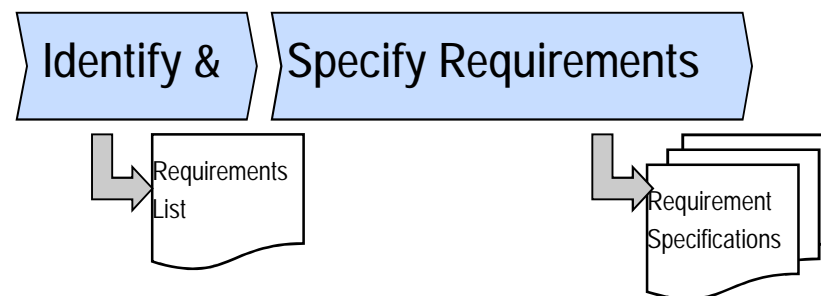 Identify &
Specify Requirements
Requirements
List
Requirement
Specifications